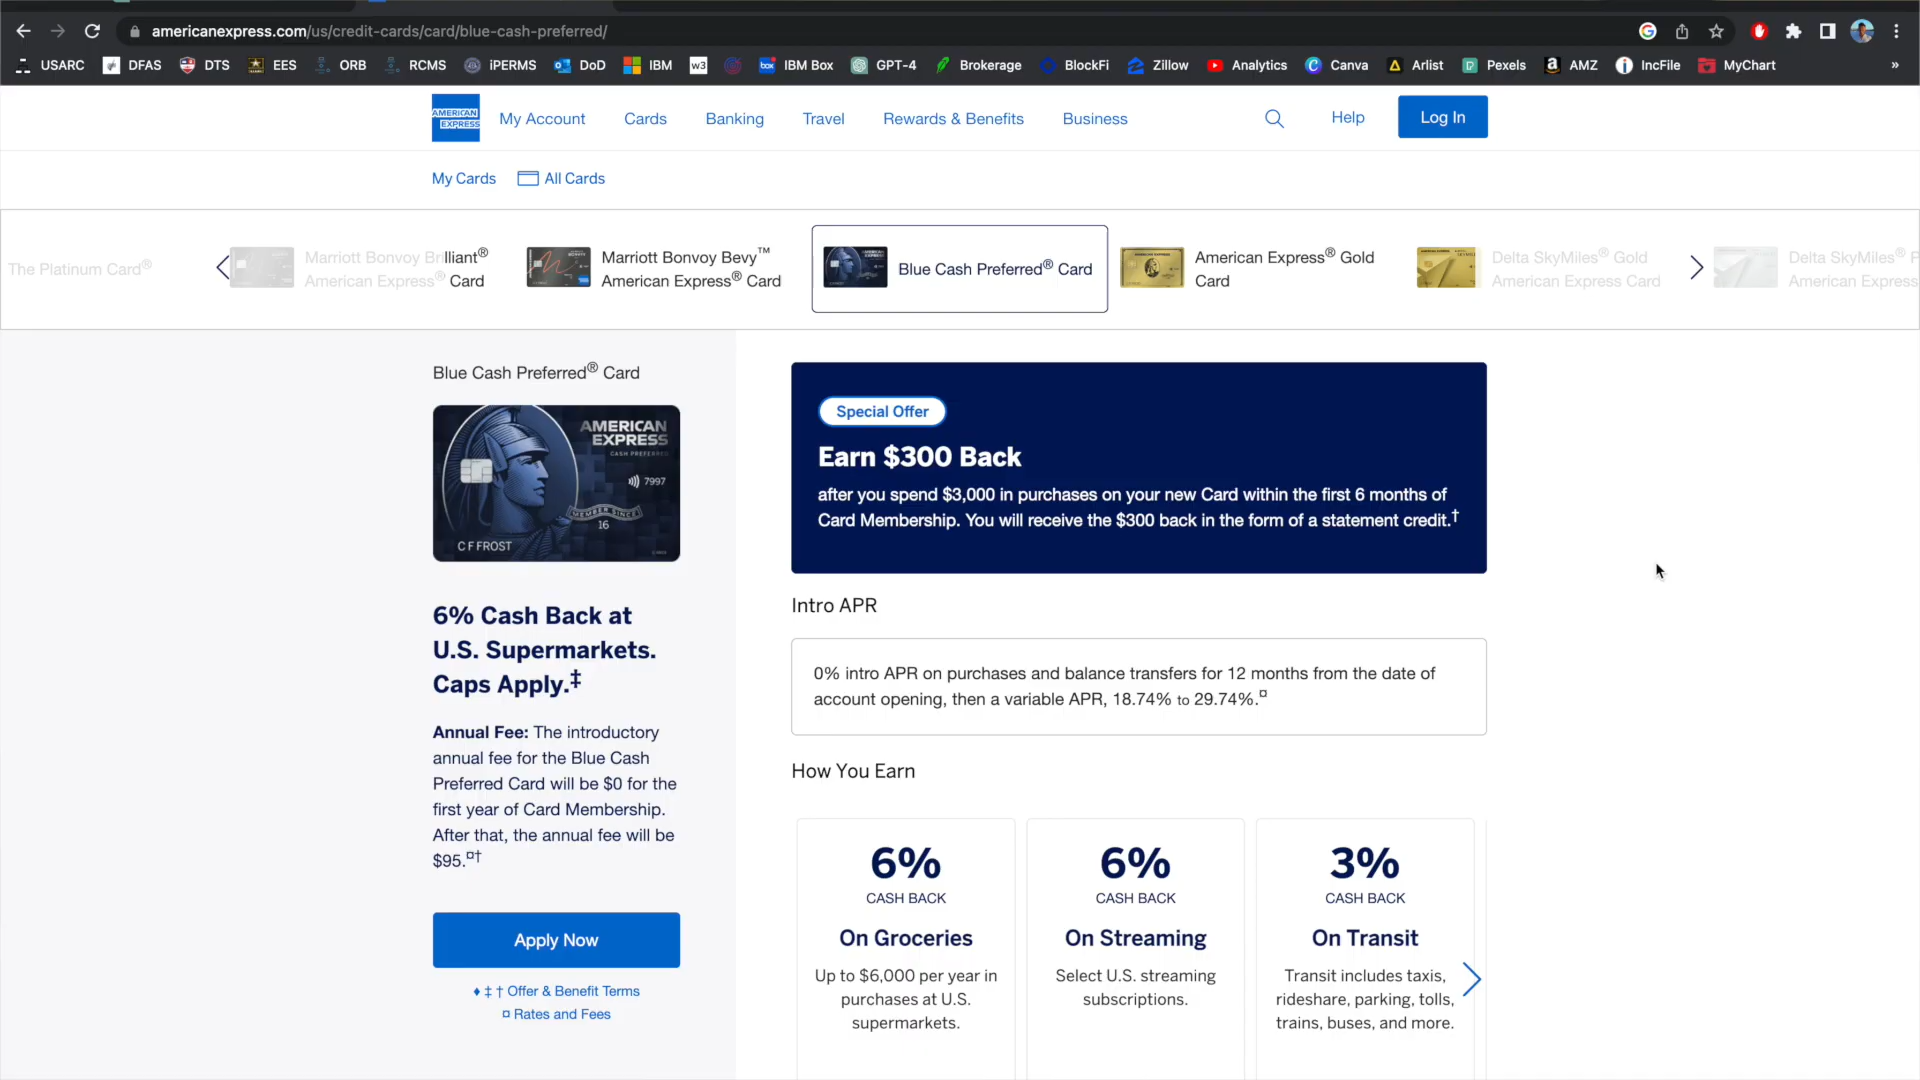 americanexpress.com/us/credit-cards/card/blue-cash-preferred/
USARC DFAS DTS EES ORB RCMS iPERMS DoD IBM w3 IBM Box GPT-4 Brokerage BlockFi Zillow Analytics Canva Arlist Pexels AMZ IncFile MyChart »
AMERICAN
EXPRESS
My Account Cards Banking Travel Rewards & Benefits Business Help Log In
My Cards All Cards
The Platinum Card®
Marriott Bonvoy Brilliant®
American Express® Card
Marriott Bonvoy Bevy™
American Express® Card
Blue Cash Preferred® Card
American Express® Gold
Card
Delta SkyMiles® Gold
American Express Card
Delta SkyMiles® P
American Express
Blue Cash Preferred® Card
AMERICAN
EXPRESS
CASH PREFERRED
7997
MEMBER SINCE
16
C F FROST
6% Cash Back at
U.S. Supermarkets.
Caps Apply.‡
Annual Fee: The introductory
annual fee for the Blue Cash
Preferred Card will be $0 for the
first year of Card Membership.
After that, the annual fee will be
$95.¤†
Apply Now
♦ ‡ † Offer & Benefit Terms
¤ Rates and Fees
Special Offer
Earn $300 Back
after you spend $3,000 in purchases on your new Card within the first 6 months of
Card Membership. You will receive the $300 back in the form of a statement credit.†
Intro APR
0% intro APR on purchases and balance transfers for 12 months from the date of
account opening, then a variable APR, 18.74% to 29.74%.¤
How You Earn
6%
CASH BACK
On Groceries
Up to $6,000 per year in
purchases at U.S.
supermarkets.
6%
CASH BACK
On Streaming
Select U.S. streaming
subscriptions.
3%
CASH BACK
On Transit
Transit includes taxis,
rideshare, parking, tolls,
trains, buses, and more.